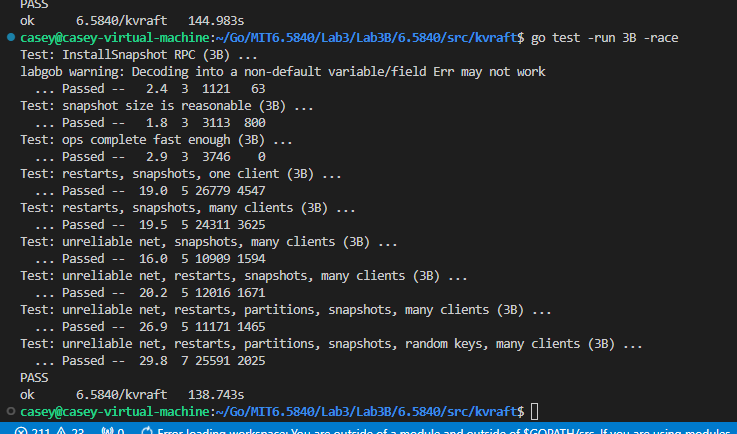 PASS
ok      6.5840/kvraft   144.983s
casey@casey-virtual-machine:~/Go/MIT6.5840/Lab3/Lab3B/6.5840/src/kvraft$ go test -run 3B -race
Test: InstallSnapshot RPC (3B) ...
labgob warning: Decoding into a non-default variable/field Err may not work
  ... Passed --   2.4  3  1121   63
Test: snapshot size is reasonable (3B) ...
  ... Passed --   1.8  3  3113  800
Test: ops complete fast enough (3B) ...
  ... Passed --   2.9  3  3746    0
Test: restarts, snapshots, one client (3B) ...
  ... Passed --  19.0  5 26779 4547
Test: restarts, snapshots, many clients (3B) ...
  ... Passed --  19.5  5 24311 3625
Test: unreliable net, snapshots, many clients (3B) ...
  ... Passed --  16.0  5 10909 1594
Test: unreliable net, restarts, snapshots, many clients (3B) ...
  ... Passed --  20.2  5 12016 1671
Test: unreliable net, restarts, partitions, snapshots, many clients (3B) ...
  ... Passed --  26.9  5 11171 1465
Test: unreliable net, restarts, partitions, snapshots, random keys, many clients (3B) ...
  ... Passed --  29.8  7 25591 2025
PASS
ok      6.5840/kvraft   138.743s
casey@casey-virtual-machine:~/Go/MIT6.5840/Lab3/Lab3B/6.5840/src/kvraft$
211 23 0 Error loading workspace: You are outside of a module and outside of $GOPATH/src. If you are using modules